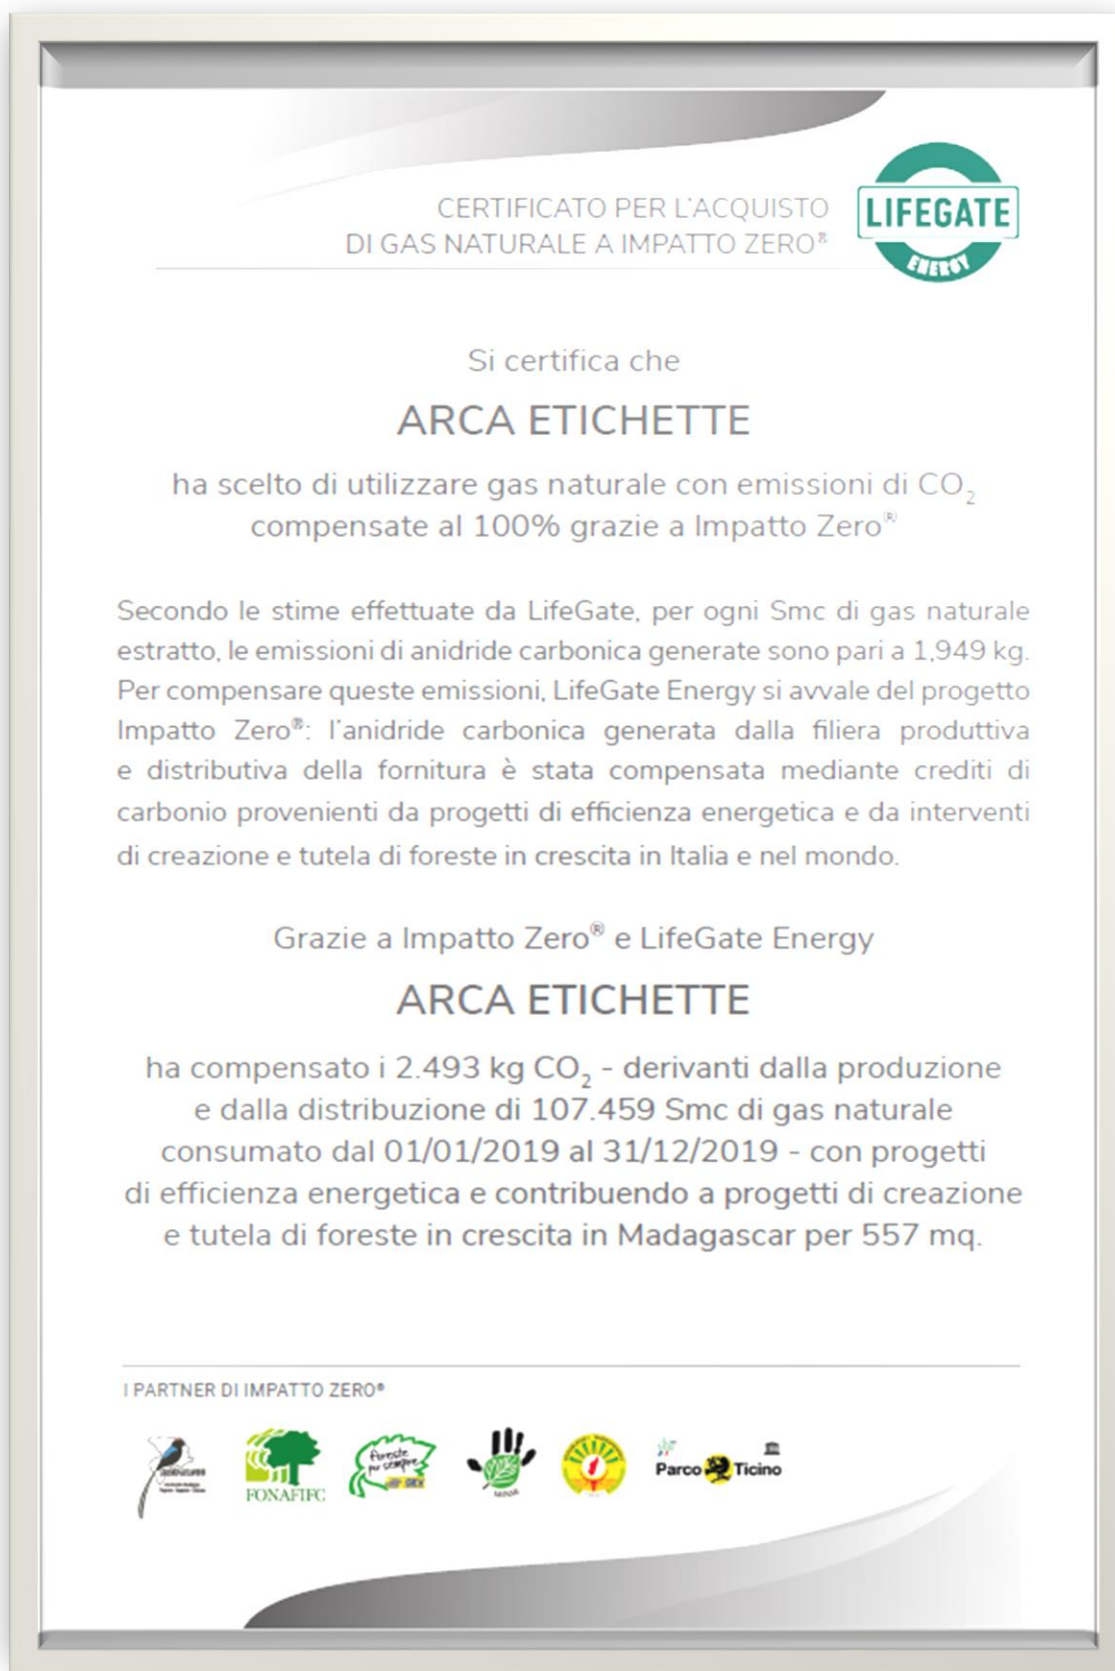 CERTIFICATO PER L'ACQUISTO
DI GAS NATURALE A IMPATTO ZERO®
LIFEGATE
ENERGY
Si certifica che
ARCA ETICHETTE
ha scelto di utilizzare gas naturale con emissioni di CO₂
compensate al 100% grazie a Impatto Zero®
Secondo le stime effettuate da LifeGate, per ogni Smc di gas naturale
estratto, le emissioni di anidride carbonica generate sono pari a 1,949 kg.
Per compensare queste emissioni, LifeGate Energy si avvale del progetto
Impatto Zero®: l'anidride carbonica generata dalla filiera produttiva
e distributiva della fornitura è stata compensata mediante crediti di
carbonio provenienti da progetti di efficienza energetica e da interventi
di creazione e tutela di foreste in crescita in Italia e nel mondo.
Grazie a Impatto Zero® e LifeGate Energy
ARCA ETICHETTE
ha compensato i 2.493 kg CO₂ - derivanti dalla produzione
e dalla distribuzione di 107.459 Smc di gas naturale
consumato dal 01/01/2019 al 31/12/2019 - con progetti
di efficienza energetica e contribuendo a progetti di creazione
e tutela di foreste in crescita in Madagascar per 557 mq.
I PARTNER DI IMPATTO ZERO®
FONAFIFC
foreste
per sempre
Parco Ticino